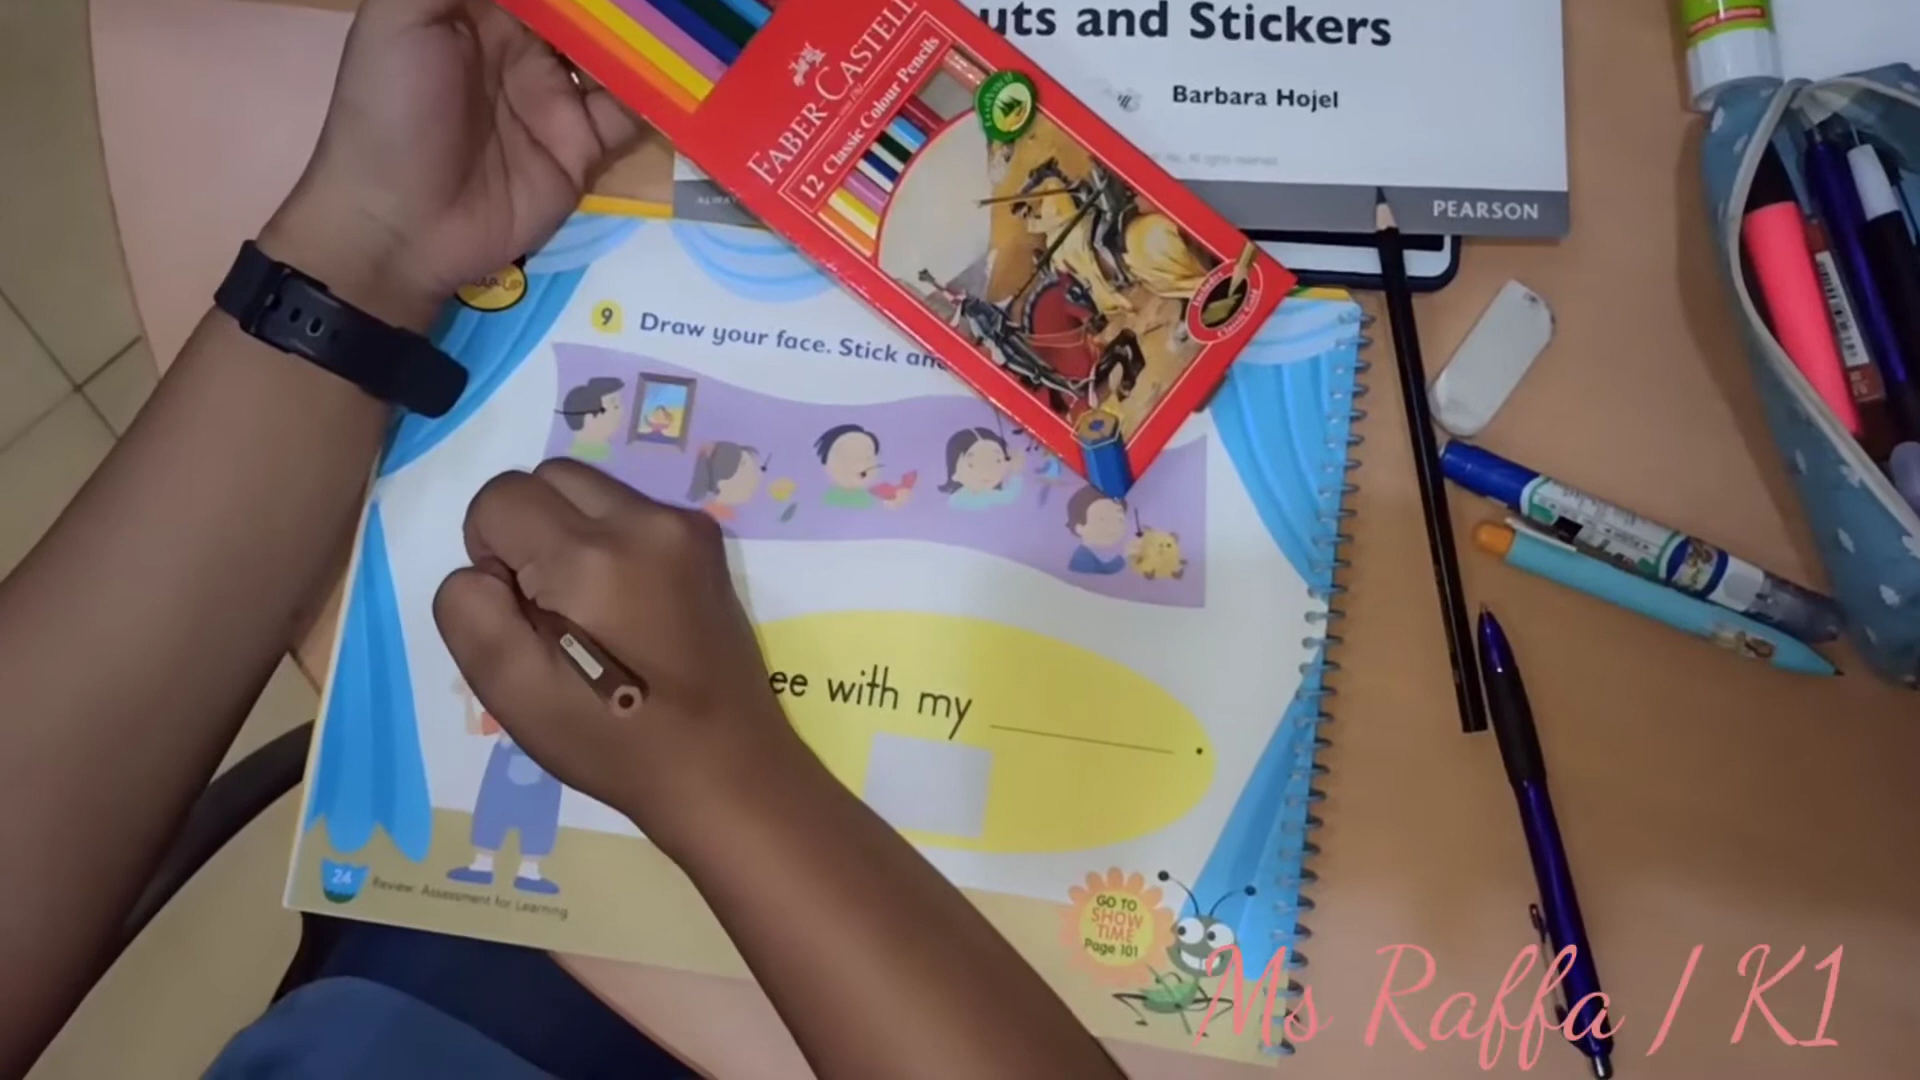 uts and Stickers
Barbara Hojel
PEARSON
FABER-CASTELL
12 Classic Colour Pencils
9 Draw your face. Stick an
ee with my ________ .
24 Review: Assessment for Learning
GO TO
SHOW
TIME
Page 101
Ms Raffa / K1